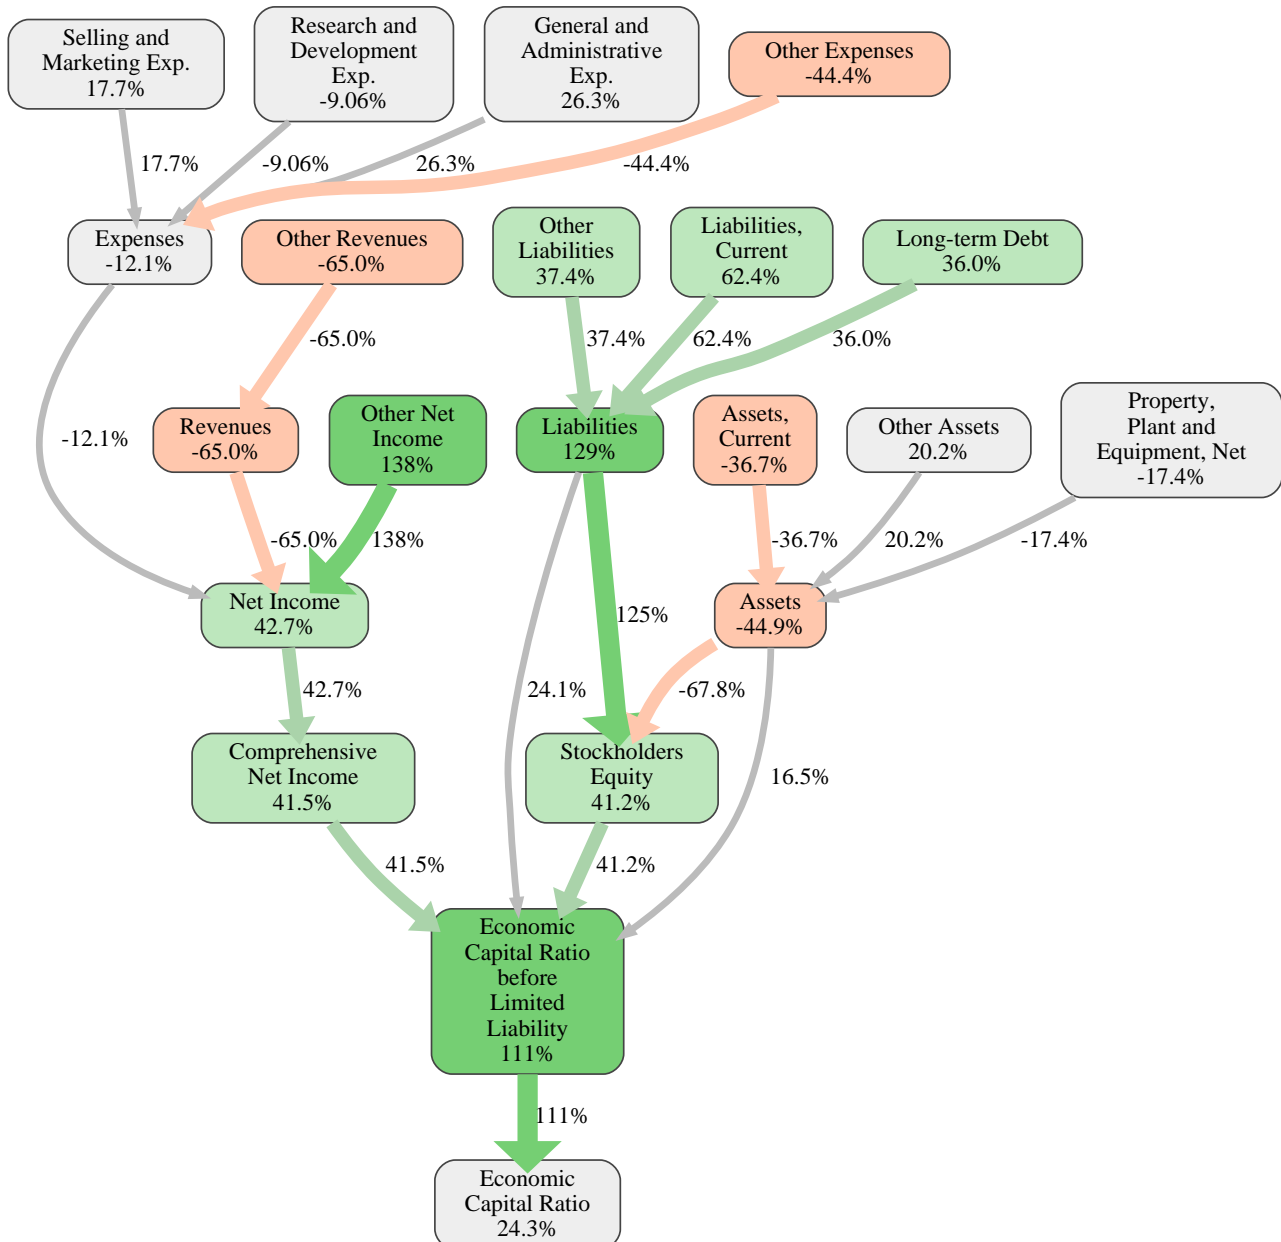 Selling and
Marketing Exp.
17.7%
Research and
Development
Exp.
-9.06%
General and
Administrative
Exp.
26.3%
Other Expenses
-44.4%
17.7%
-9.06%
26.3%
-44.4%
Expenses
-12.1%
Other Revenues
-65.0%
Other
Liabilities
37.4%
Liabilities,
Current
62.4%
Long-term Debt
36.0%
-65.0%
37.4%
62.4%
36.0%
-12.1%
Revenues
-65.0%
Other Net
Income
138%
Liabilities
129%
Assets,
Current
-36.7%
Other Assets
20.2%
Property,
Plant and
Equipment, Net
-17.4%
-65.0%
138%
-36.7%
20.2%
-17.4%
Net Income
42.7%
125%
Assets
-44.9%
42.7%
24.1%
-67.8%
Comprehensive
Net Income
41.5%
Stockholders
Equity
41.2%
16.5%
41.5%
41.2%
Economic
Capital Ratio
before
Limited
Liability
111%
111%
Economic
Capital Ratio
24.3%